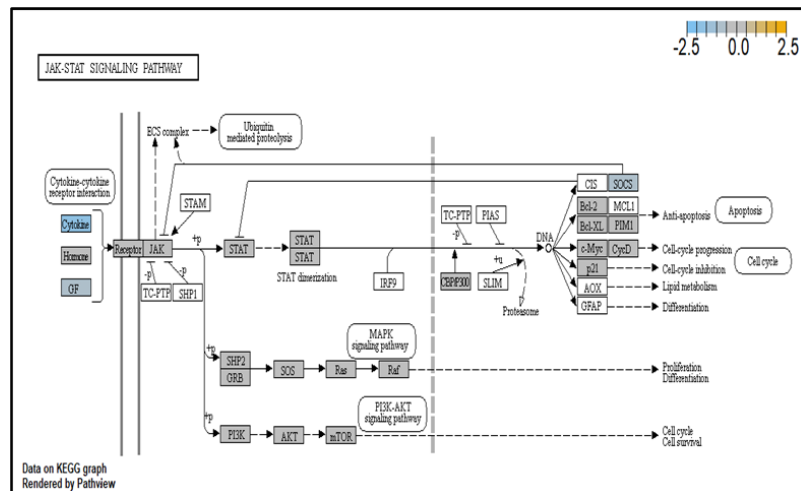 -2.5 0.0 2.5
JAK-STAT SIGNALING PATHWAY
ECS complex
Ubiquitin
mediated proteolysis
Cytokine-cytokine
receptor interaction
Cytokine
Hormone
GF
Receptor
JAK
STAM
TC-PTP
SHP1
-p
-p
+p
STAT
STAT
STAT
STAT dimerization
IRF9
TC-PTP
PIAS
-p
CBP/P300
+u
SLIM
Proteasome
DNA
CIS
SOCS
Bcl-2
MCL1
Bcl-XL
PIM1
Anti-apoptosis
Apoptosis
c-Myc
CycD
Cell-cycle progression
p21
Cell-cycle inhibition
Cell cycle
AOX
Lipid metabolism
GFAP
Differentiation
+p
SHP2
GRB
SOS
Ras
Raf
MAPK
signaling pathway
Proliferation
Differentiation
+p
PI3K
AKT
mTOR
PI3K-AKT
signaling pathway
Cell cycle
Cell survival
Data on KEGG graph
Rendered by Pathview